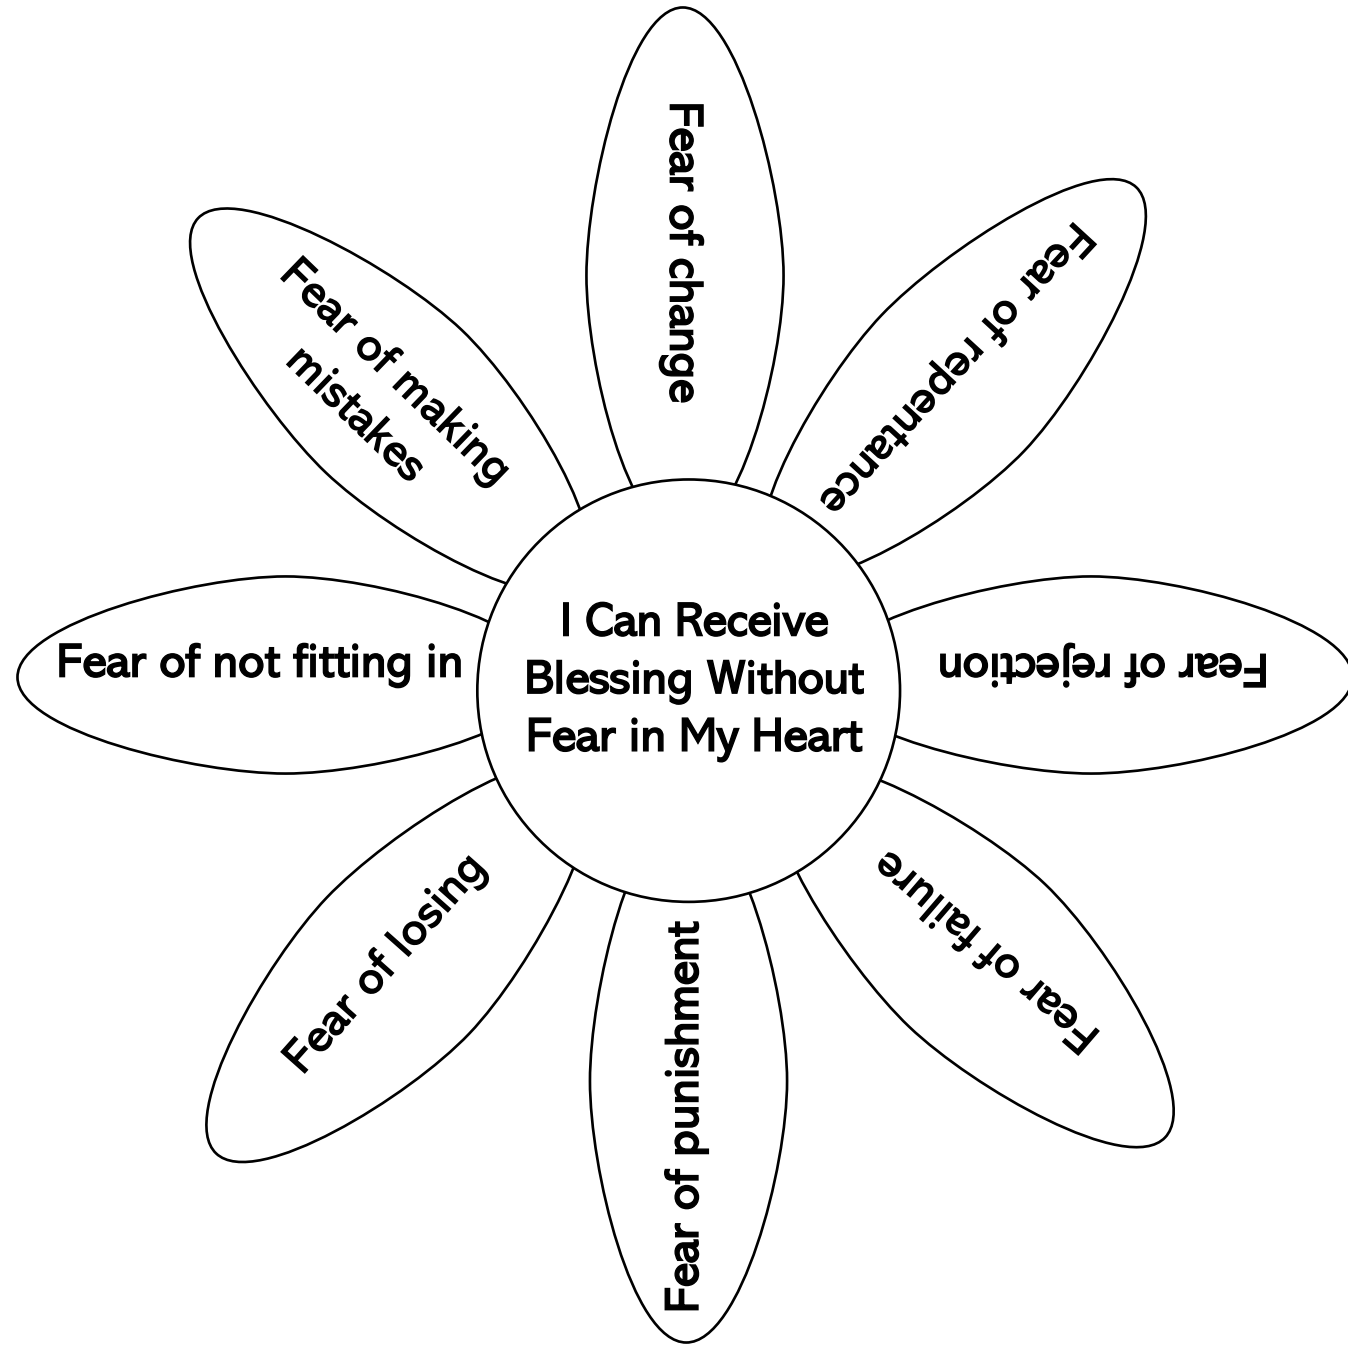 Fear of change
Fear of repentance
Fear of rejection
Fear of failure
Fear of punishment
Fear of losing
Fear of not fitting in
Fear of making
mistakes
I Can Receive
Blessing Without
Fear in My Heart